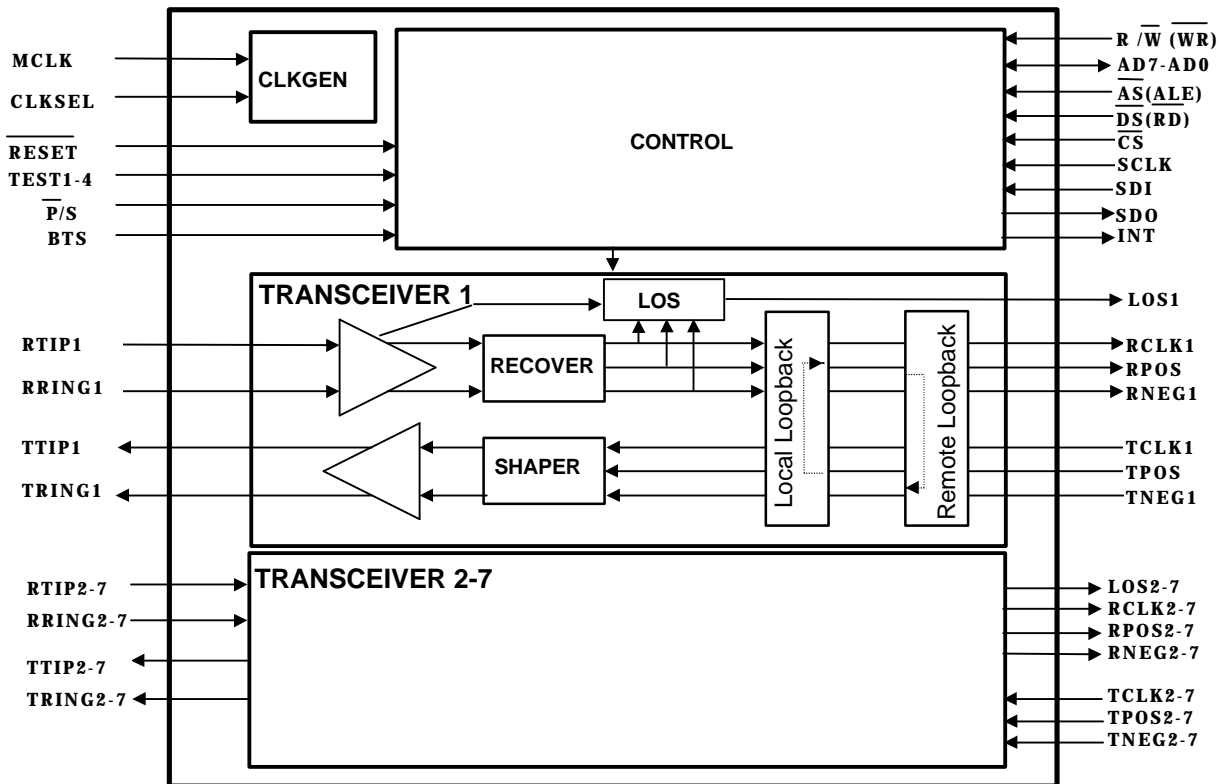 MCLK
CLKSEL
RESET
TEST1-4
P/S
BTS
CLKGEN
CONTROL
R /W (WR)
AD7-AD0
AS(ALE)
DS(RD)
CS
SCLK
SDI
SDO
INT
TRANSCEIVER 1
LOS
LOS1
RTIP1
RRING1
TTIP1
TRING1
RECOVER
SHAPER
Local Loopback
Remote Loopback
RCLK1
RPOS
RNEG1
TCLK1
TPOS
TNEG1
TRANSCEIVER 2-7
RTIP2-7
RRING2-7
TTIP2-7
TRING2-7
LOS2-7
RCLK2-7
RPOS2-7
RNEG2-7
TCLK2-7
TPOS2-7
TNEG2-7